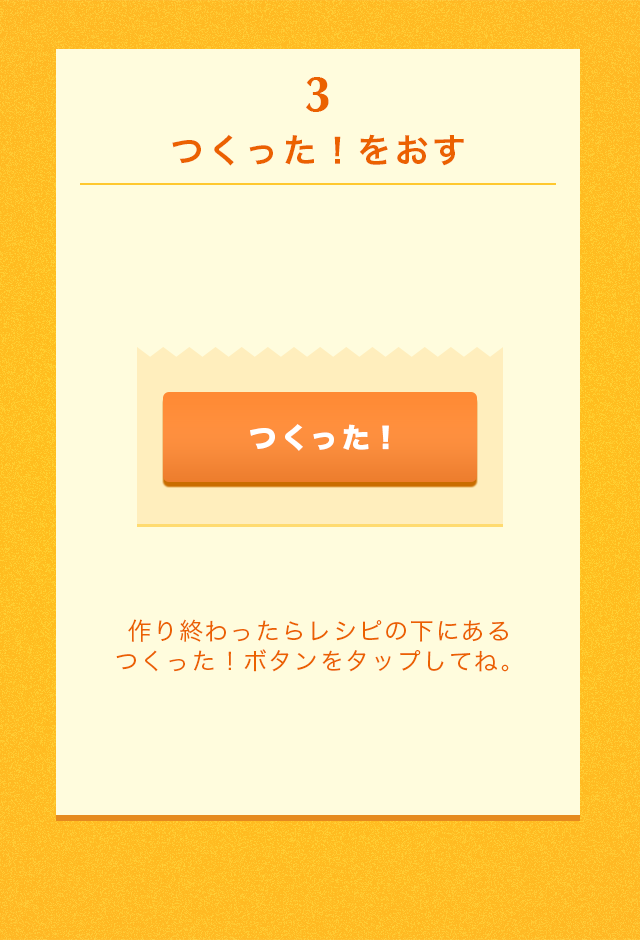 3
つくった！をおす
つくった！
作り終わったらレシピの下にある
つくった！ボタンをタップしてね。